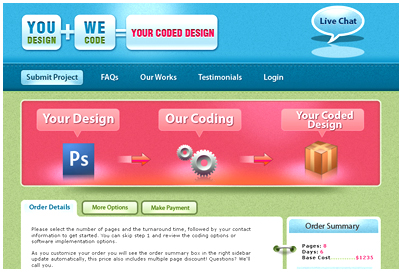 YOU DESIGN + WE CODE = YOUR CODED DESIGN
Live Chat
Submit Project FAQs Our Works Testimonials Login
Your Design Our Coding Your Coded Design
Ps
Order Details More Options Make Payment
Please select the number of pages and the turnaround time, followed by your contact
information to get started. You can skip step 1 and review the coding options or
software implementation options.
As you customize your order you will see the order summary box in the right sidebar
update automatically, this price also includes multiple page discount! Questions? We'll
call you.
Order Summary
Pages: 8
Days: 6
Base Cost ........$1235